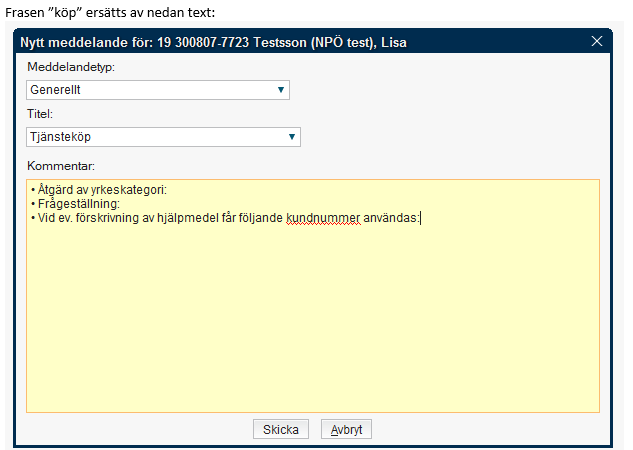 Frasen ”köp” ersätts av nedan text:
Nytt meddelande för: 19 300807-7723 Testsson (NPÖ test), Lisa
Meddelandetyp:
Generellt
Titel:
Tjänsteköp
Kommentar:
• Åtgärd av yrkeskategori:
• Frågeställning:
• Vid ev. förskrivning av hjälpmedel får följande kundnummer användas:
Skicka Avbryt